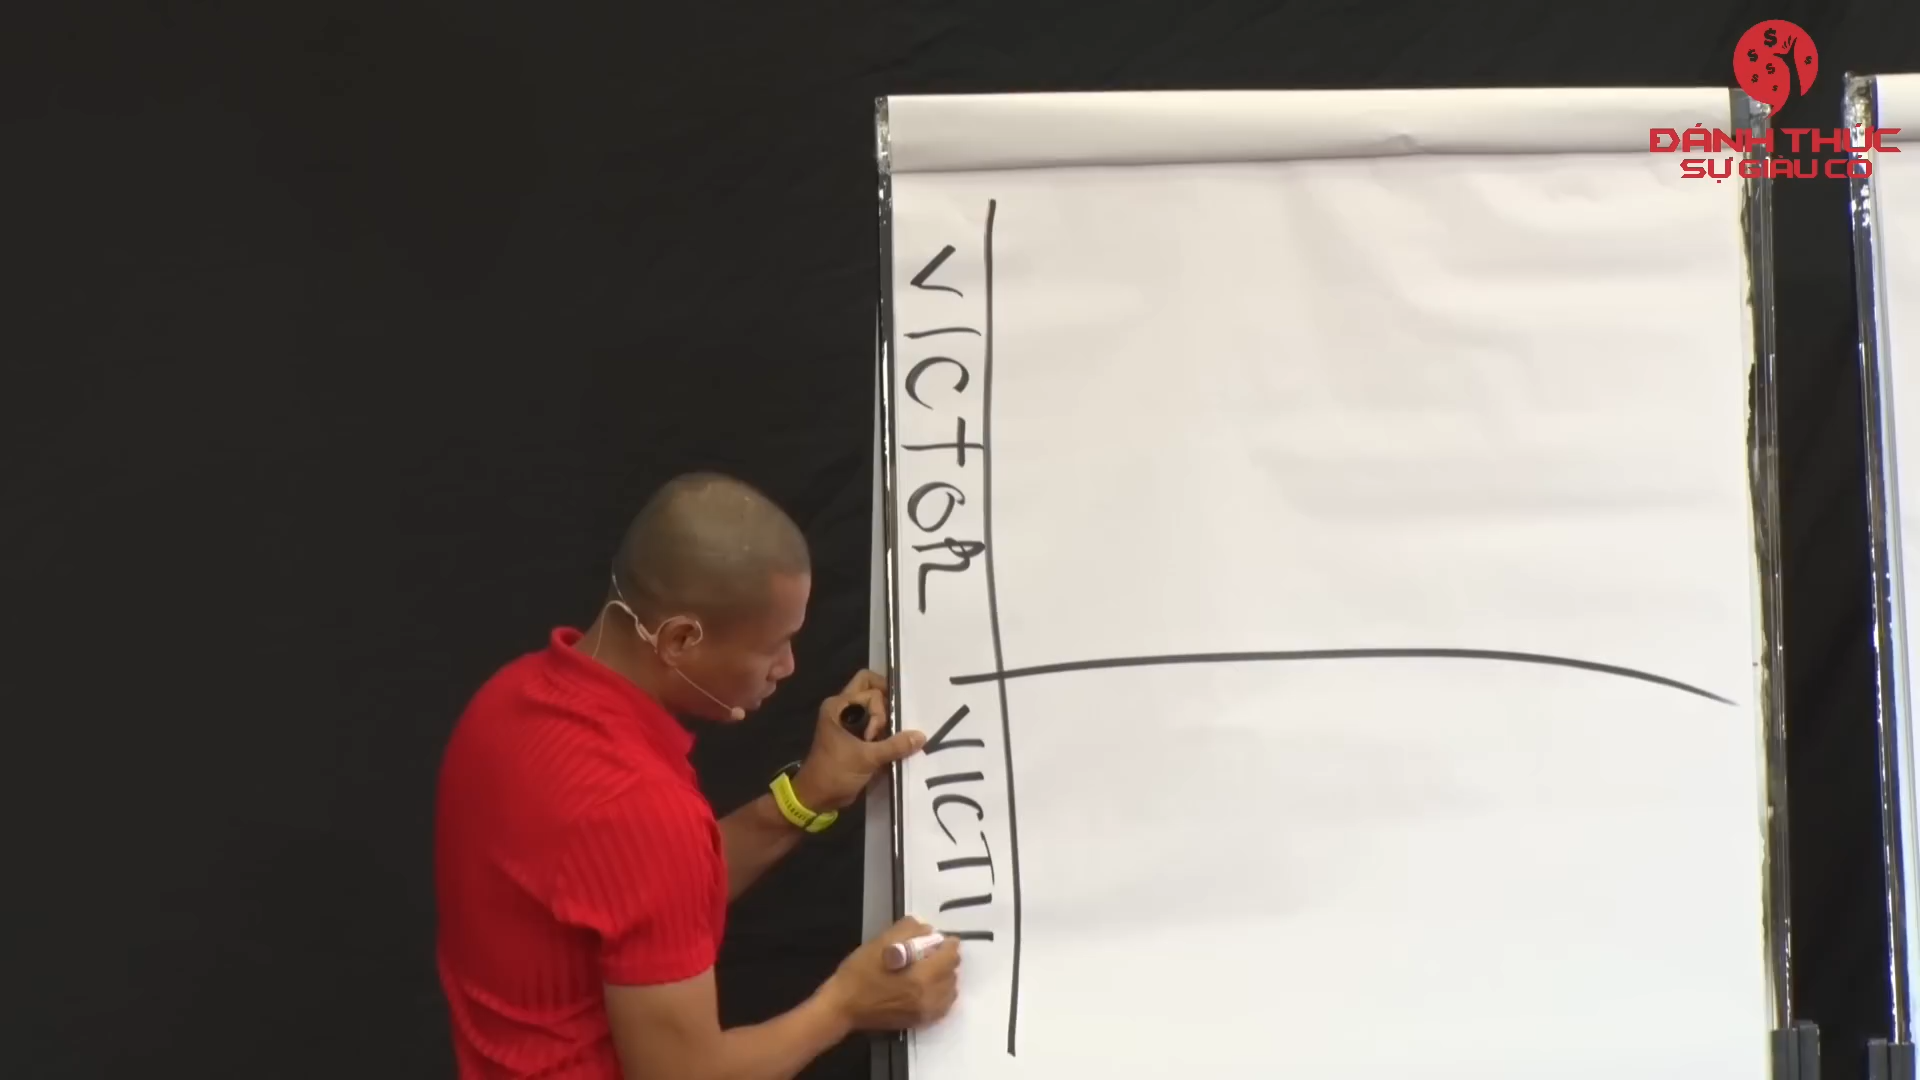 ĐÁNH THỨC
SỰ GIÀU CÓ
VICTOR
VICTI